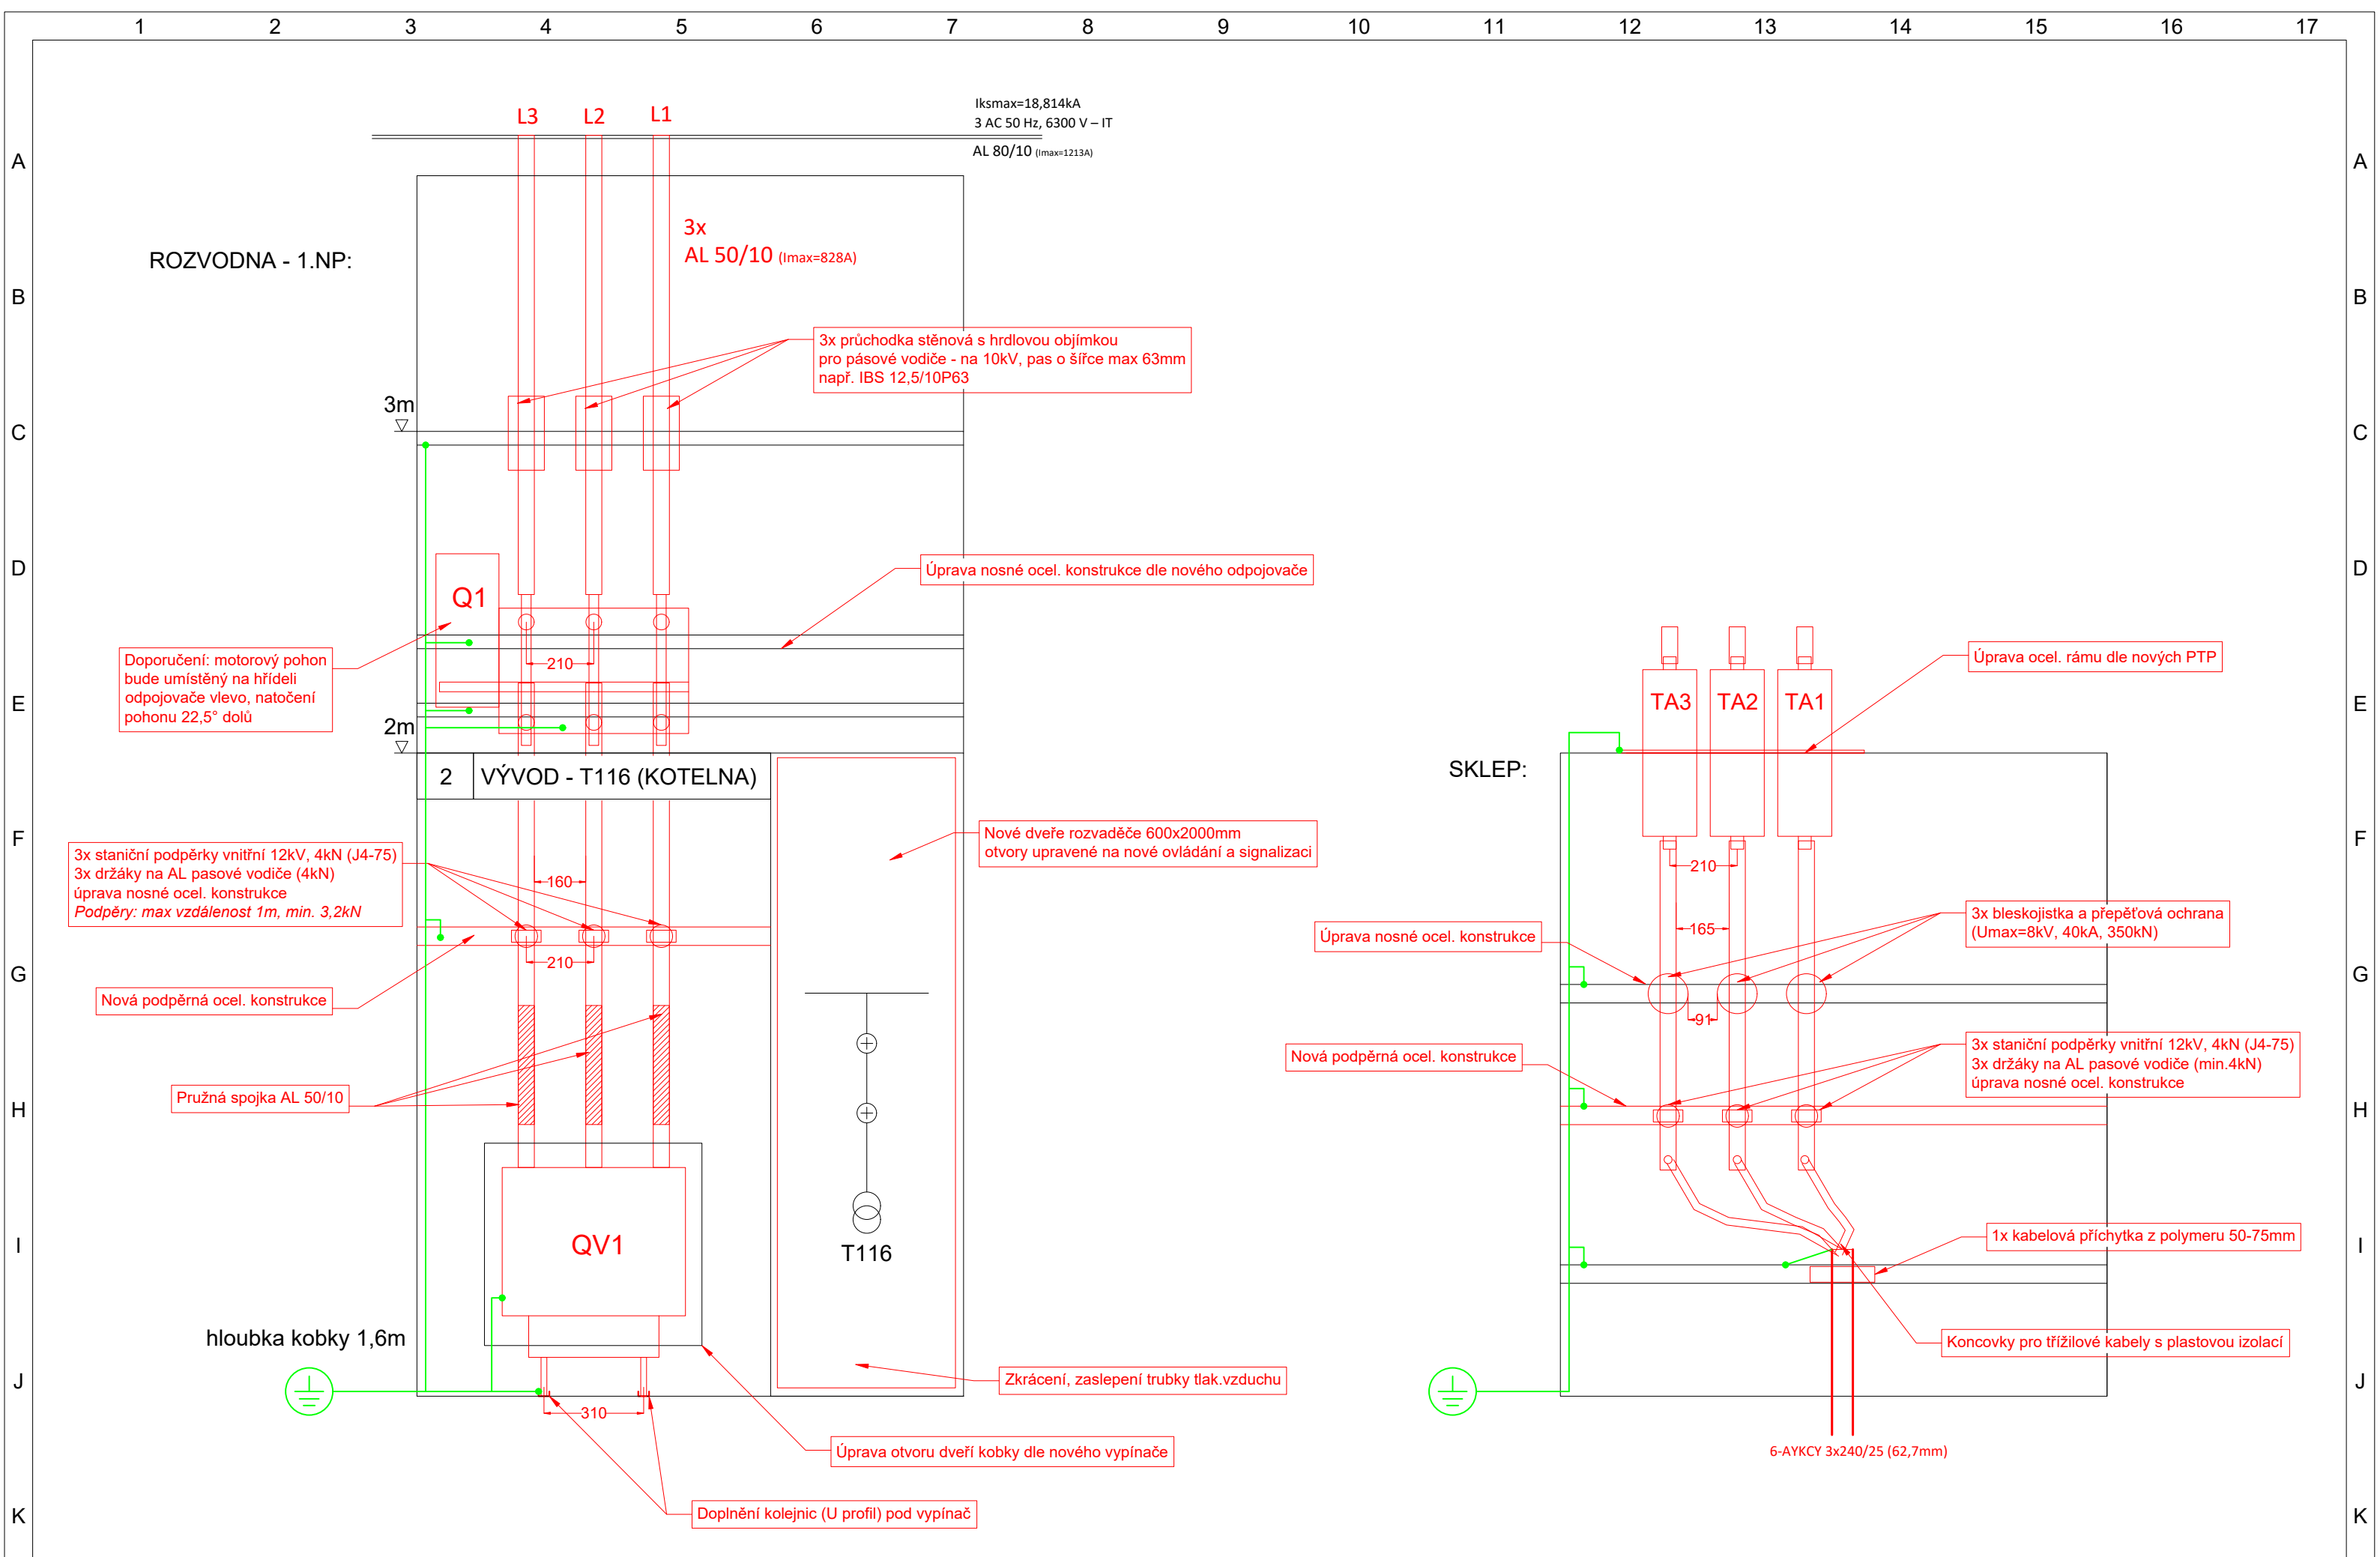 1 2 3 4 5 6 7 8 9 10 11 12 13 14 15 16 17
A
B
C
D
E
F
G
H
I
J
K
L3 L2 L1
Iksmax=18,814kA
3 AC 50 Hz, 6300 V – IT
AL 80/10 (Imax=1213A)
ROZVODNA - 1.NP:
3x
AL 50/10 (Imax=828A)
3x průchodka stěnová s hrdlovou objímkou
pro pásové vodiče - na 10kV, pas o šířce max 63mm
např. IBS 12,5/10P63
3m
Úprava nosné ocel. konstrukce dle nového odpojovače
Q1
210
Doporučení: motorový pohon
bude umístěný na hřídeli
odpojovače vlevo, natočení
pohonu 22,5° dolů
2m
2 VÝVOD - T116 (KOTELNA)
Nové dveře rozvaděče 600x2000mm
otvory upravené na nové ovládání a signalizaci
3x staniční podpěrky vnitřní 12kV, 4kN (J4-75)
3x držáky na AL pasové vodiče (4kN)
úprava nosné ocel. konstrukce
Podpěry: max vzdálenost 1m, min. 3,2kN
160
210
Nová podpěrná ocel. konstrukce
Pružná spojka AL 50/10
QV1
T116
hloubka kobky 1,6m
310
Zkrácení, zaslepení trubky tlak.vzduchu
Úprava otvoru dveří kobky dle nového vypínače
Doplnění kolejnic (U profil) pod vypínač
SKLEP:
TA3 TA2 TA1
Úprava ocel. rámu dle nových PTP
210
165
3x bleskojistka a přepěťová ochrana
(Umax=8kV, 40kA, 350kN)
Úprava nosné ocel. konstrukce
91
Nová podpěrná ocel. konstrukce
3x staniční podpěrky vnitřní 12kV, 4kN (J4-75)
3x držáky na AL pasové vodiče (min.4kN)
úprava nosné ocel. konstrukce
1x kabelová příchytka z polymeru 50-75mm
Koncovky pro třížilové kabely s plastovou izolací
6-AYKCY 3x240/25 (62,7mm)
A
B
C
D
E
F
G
H
I
J
K